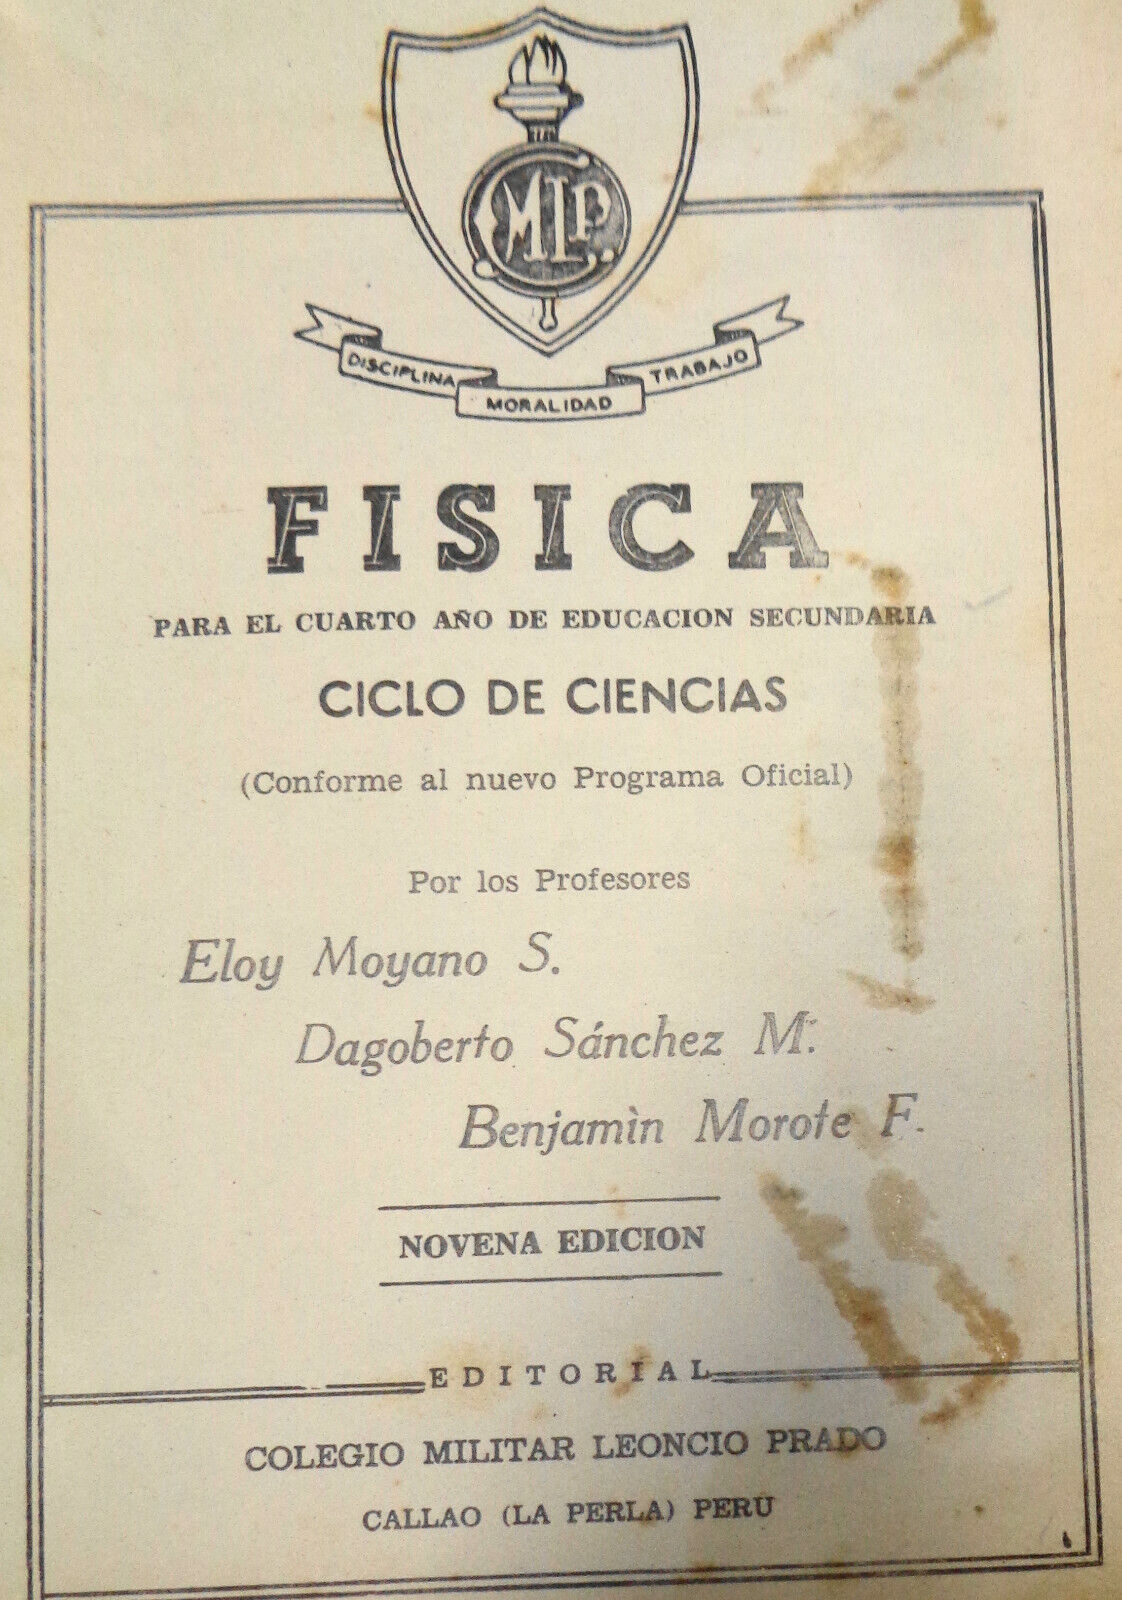 CMLP
DISCIPLINA
MORALIDAD
TRABAJO
FISICA
PARA EL CUARTO AÑO DE EDUCACION SECUNDARIA
CICLO DE CIENCIAS
(Conforme al nuevo Programa Oficial)
Por los Profesores
Eloy Moyano S.
Dagoberto Sánchez M.
Benjamìn Morote F.
NOVENA EDICION
EDITORIAL
COLEGIO MILITAR LEONCIO PRADO
CALLAO (LA PERLA) PERU